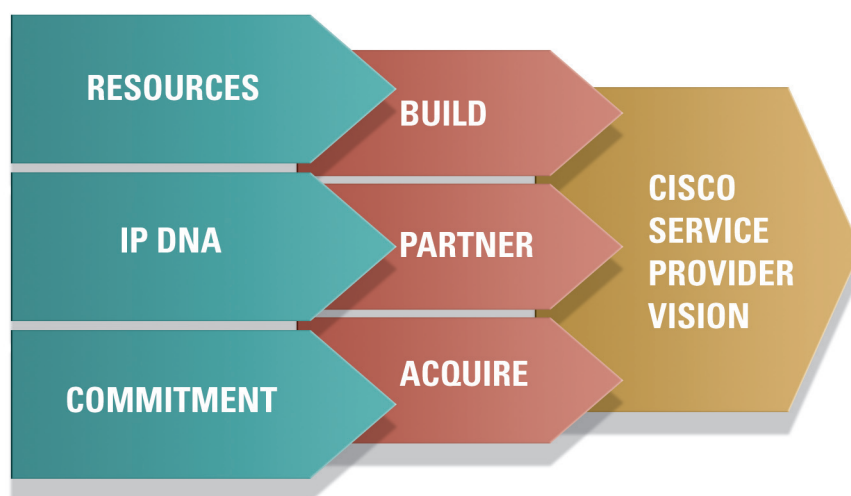 RESOURCES
BUILD
IP DNA
PARTNER
COMMITMENT
ACQUIRE
CISCO
SERVICE
PROVIDER
VISION